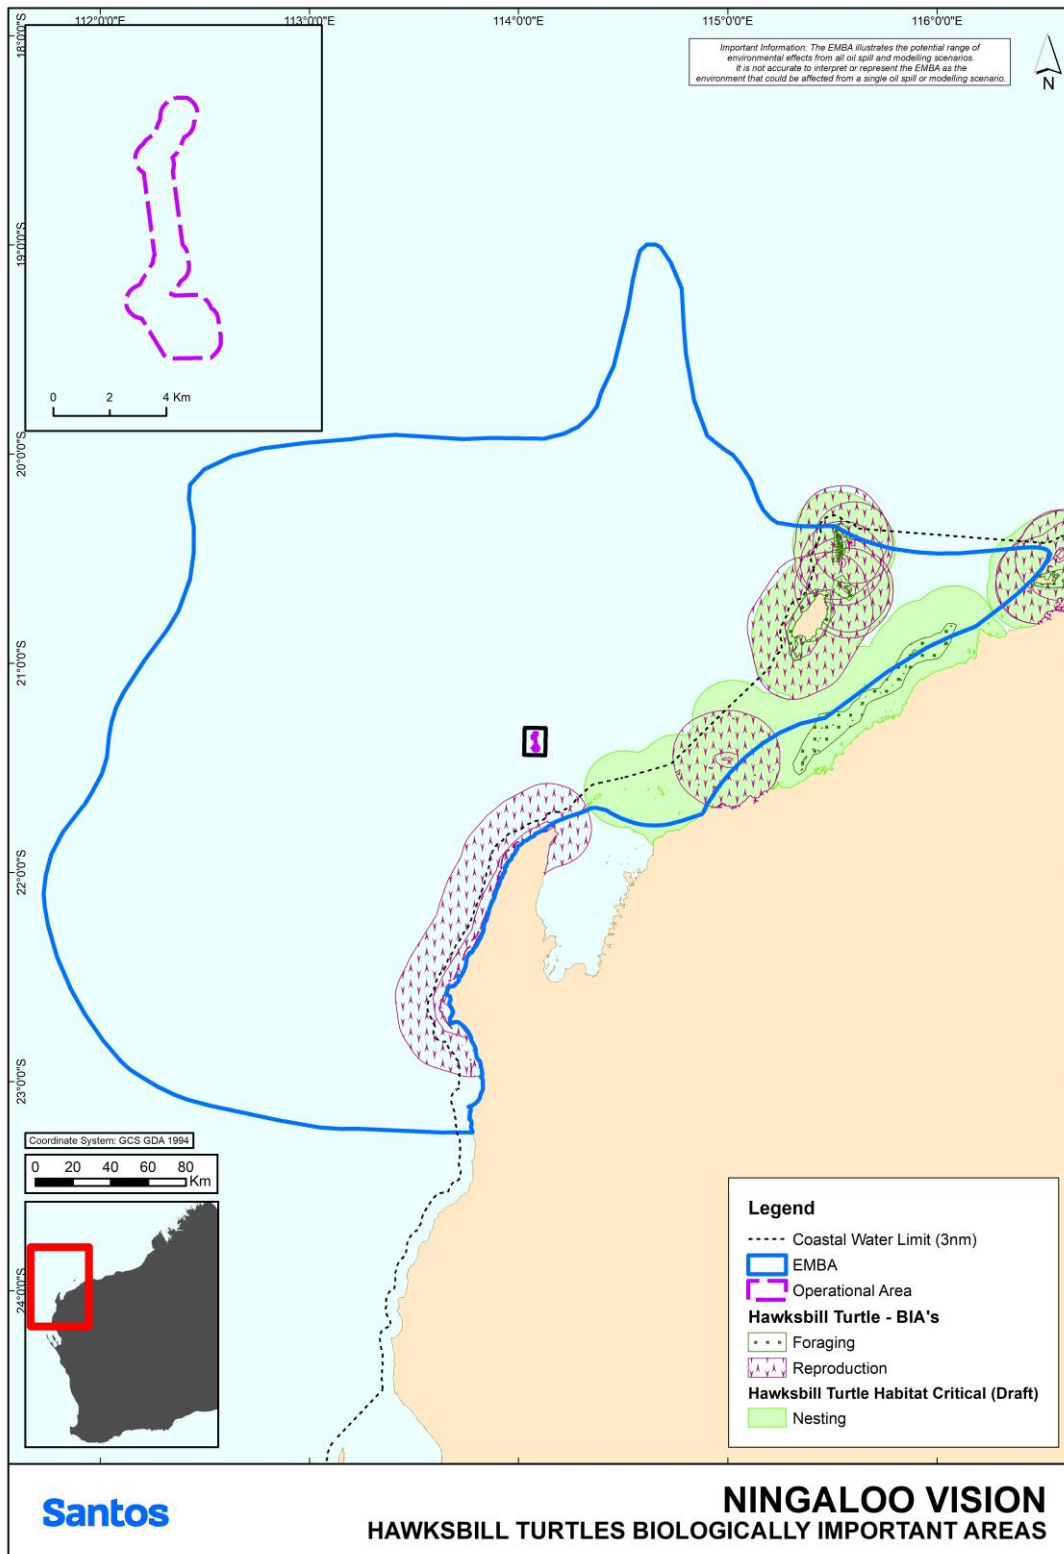 112°0'0"E
113°0'0"E
114°0'0"E
115°0'0"E
116°0'0"E
Important Information: The EMBA illustrates the potential range of
environmental effects from all oil spill and modelling scenarios.
It is not accurate to interpret or represent the EMBA as the
environment that could be affected from a single oil spill or modelling scenario.
N
18°0'0"S
19°0'0"S
0 2 4 Km
20°0'0"S
21°0'0"S
22°0'0"S
23°0'0"S
Coordinate System: GCS GDA 1994
0 20 40 60 80
Km
24°0'0"S
Legend
Coastal Water Limit (3nm)
EMBA
Operational Area
Hawksbill Turtle - BIA's
Foraging
Reproduction
Hawksbill Turtle Habitat Critical (Draft)
Nesting
Santos
NINGALOO VISION
HAWKSBILL TURTLES BIOLOGICALLY IMPORTANT AREAS